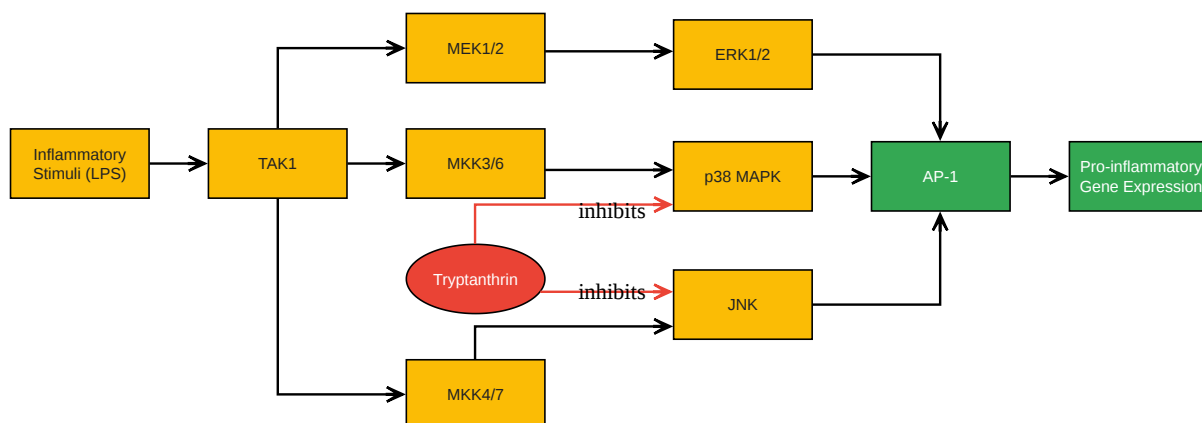 MEK1/2
ERK1/2
Inflammatory
Stimuli (LPS)
TAK1
MKK3/6
p38 MAPK
AP-1
Pro-inflammatory
Gene Expression
inhibits
Tryptanthrin
inhibits
JNK
MKK4/7